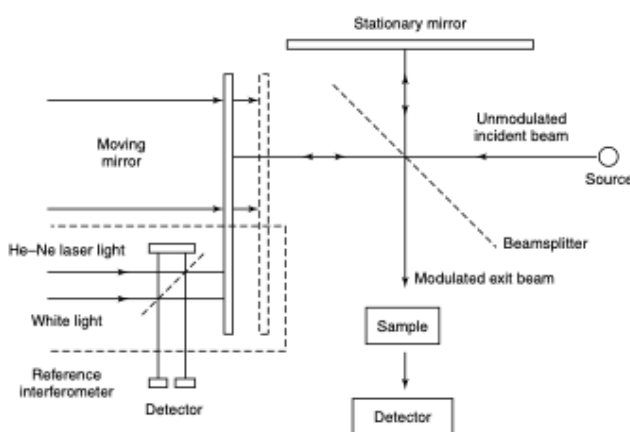 Stationary mirror
Unmodulated
incident beam
Moving
mirror
Source
Beamsplitter
He–Ne laser light
Modulated exit beam
White light
Sample
Reference
interferometer
Detector
Detector